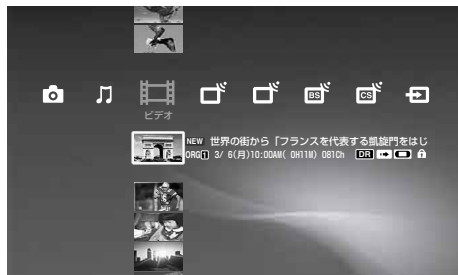 BS
CS
ビデオ
NEW 世界の街から「フランスを代表する凱旋門をはじ
ORG1 3/ 6(月)10:00AM( 0H11M) 081Ch DR